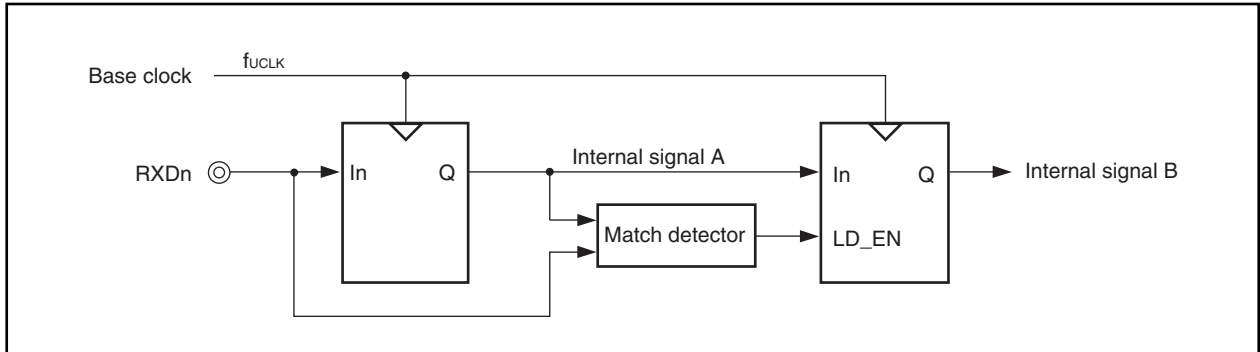 fUCLK
Base clock
Internal signal A
RXDn
In
Q
In
Q
Internal signal B
Match detector
LD_EN